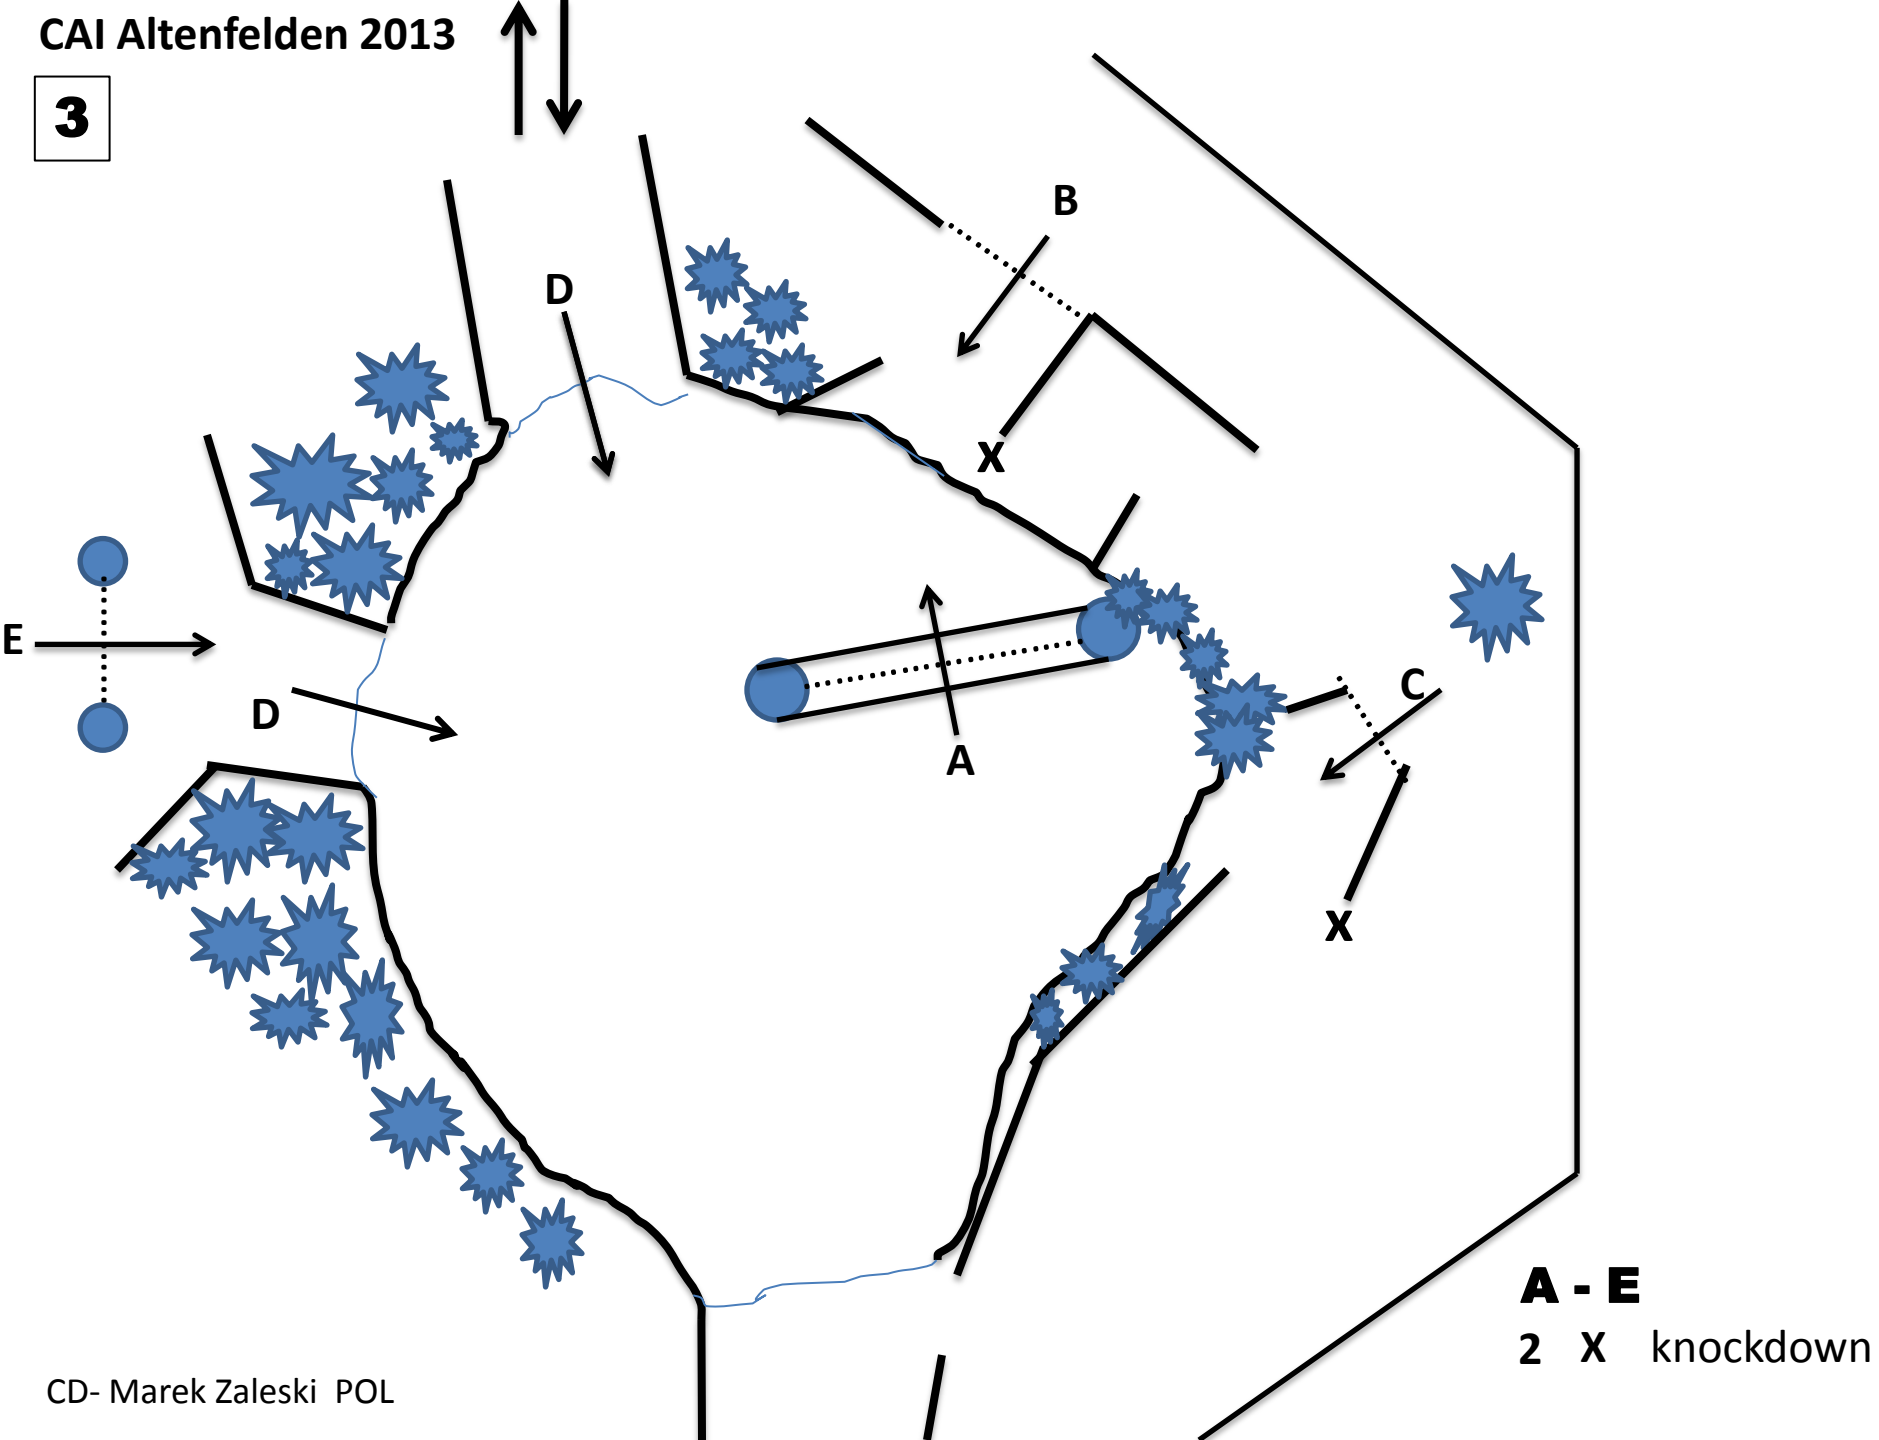 CAI Altenfelden 2013
3
B
D
E
D
X
C
A
X
A - E
2 X knockdown
CD- Marek Zaleski POL